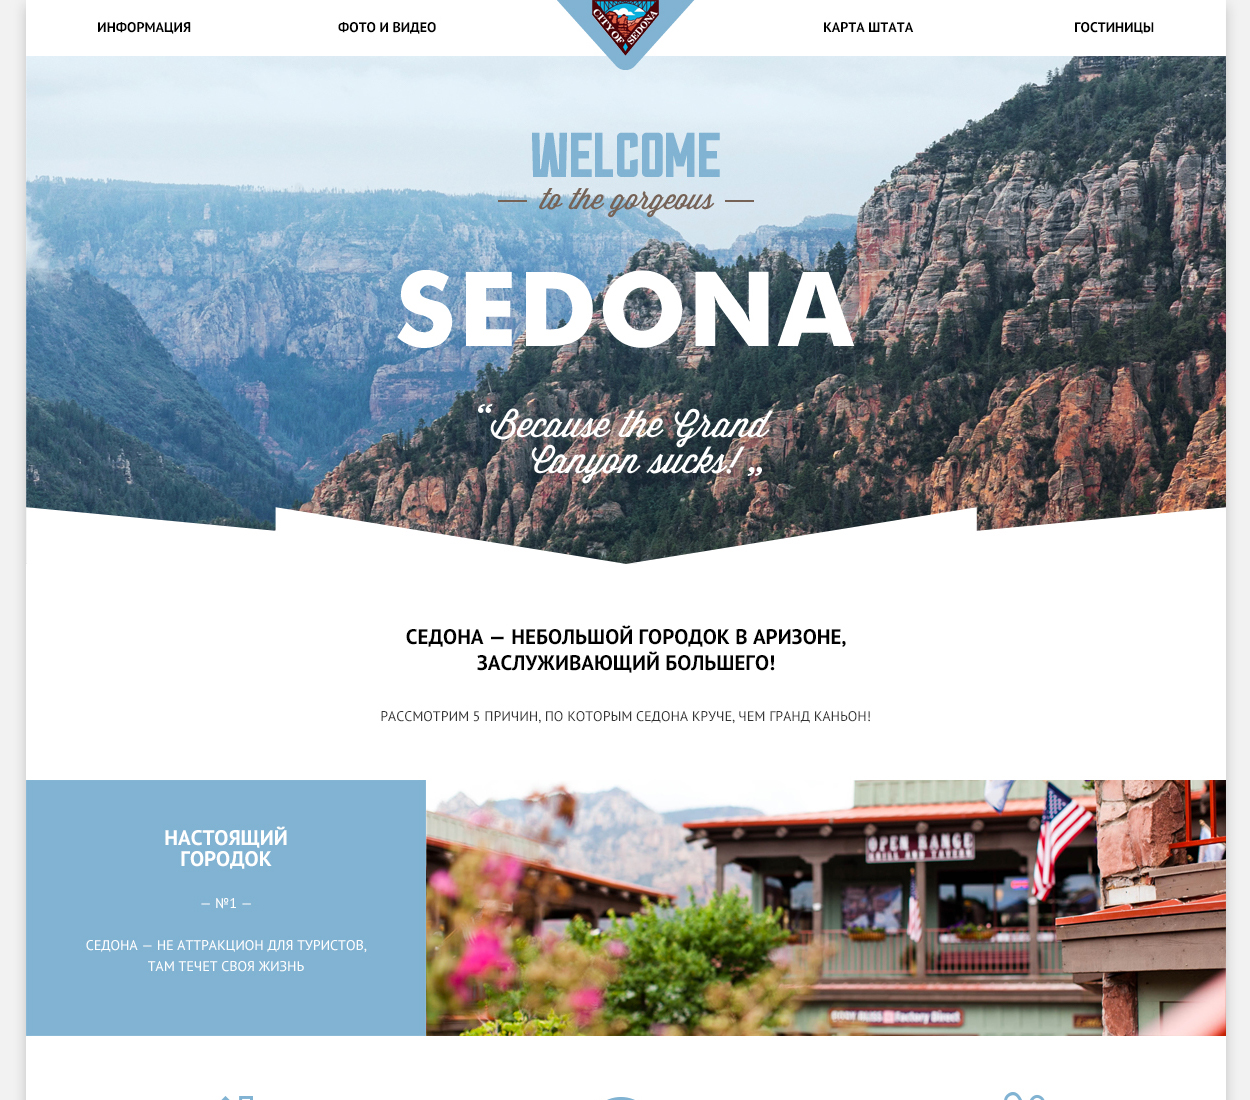 ИНФОРМАЦИЯ
ФОТО И ВИДЕО
CITY OF SEDONA
КАРТА ШТАТА
ГОСТИНИЦЫ
WELCOME
— to the gorgeous —
SEDONA
“Because the Grand
Canyon sucks!„
СЕДОНА — НЕБОЛЬШОЙ ГОРОДОК В АРИЗОНЕ,
ЗАСЛУЖИВАЮЩИЙ БОЛЬШЕГО!
РАССМОТРИМ 5 ПРИЧИН, ПО КОТОРЫМ СЕДОНА КРУЧЕ, ЧЕМ ГРАНД КАНЬОН!
НАСТОЯЩИЙ
ГОРОДОК
— №1 —
СЕДОНА — НЕ АТТРАКЦИОН ДЛЯ ТУРИСТОВ,
ТАМ ТЕЧЕТ СВОЯ ЖИЗНЬ
OPEN RANGE
GRILL AND TAVERN
Factory Direct